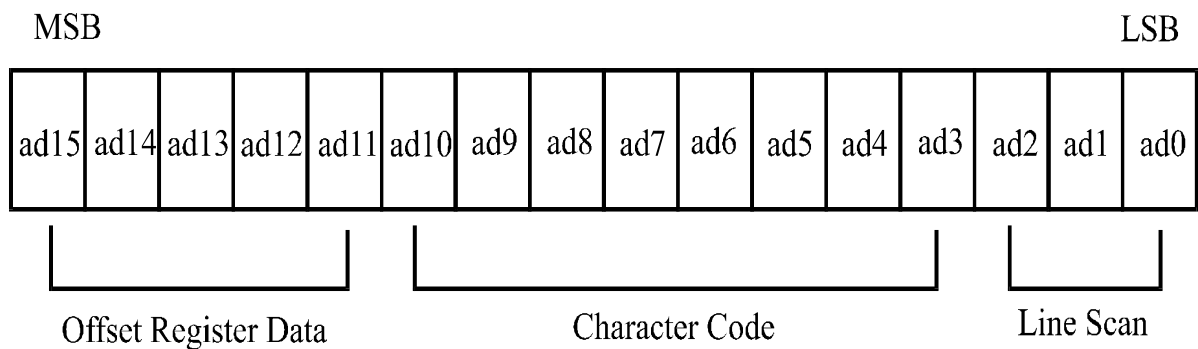 MSB LSB
ad15 ad14 ad13 ad12 ad11 ad10 ad9 ad8 ad7 ad6 ad5 ad4 ad3 ad2 ad1 ad0
Offset Register Data Character Code Line Scan